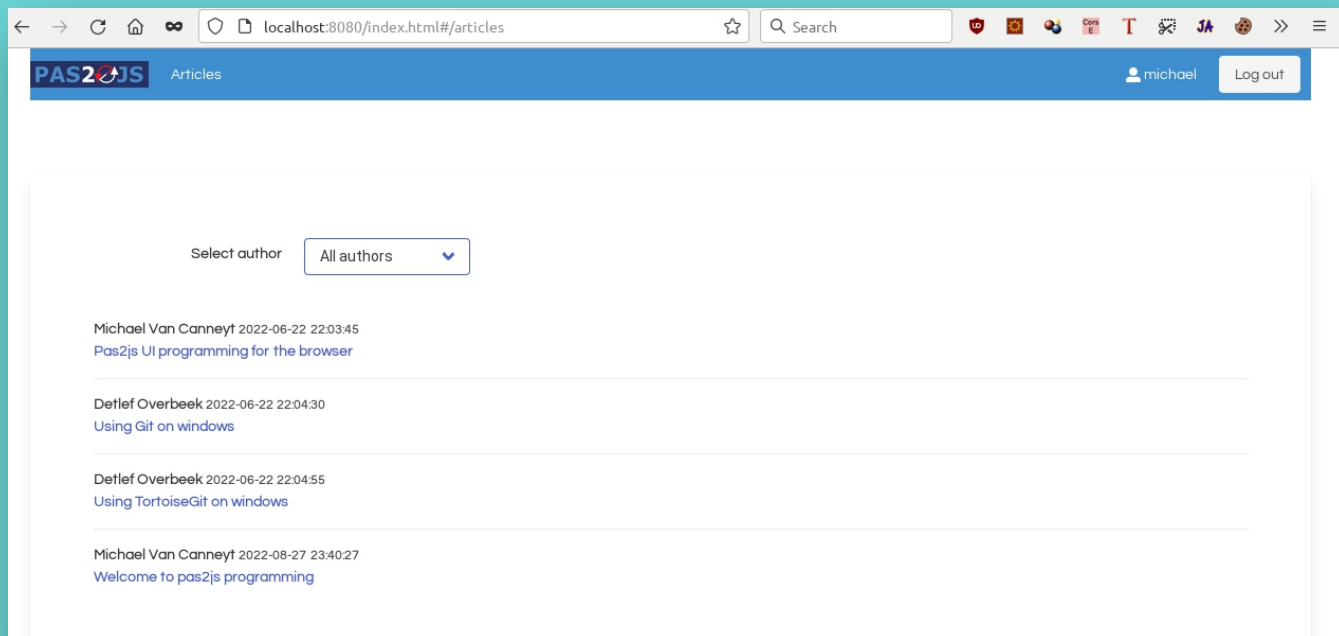 localhost:8080/index.html#/articles
Search
UD
Cors
E
T
JA
PAS2JS
Articles
michael
Log out
Select author
All authors
Michael Van Canneyt 2022-06-22 22:03:45
Pas2js UI programming for the browser
Detlef Overbeek 2022-06-22 22:04:30
Using Git on windows
Detlef Overbeek 2022-06-22 22:04:55
Using TortoiseGit on windows
Michael Van Canneyt 2022-08-27 23:40:27
Welcome to pas2js programming